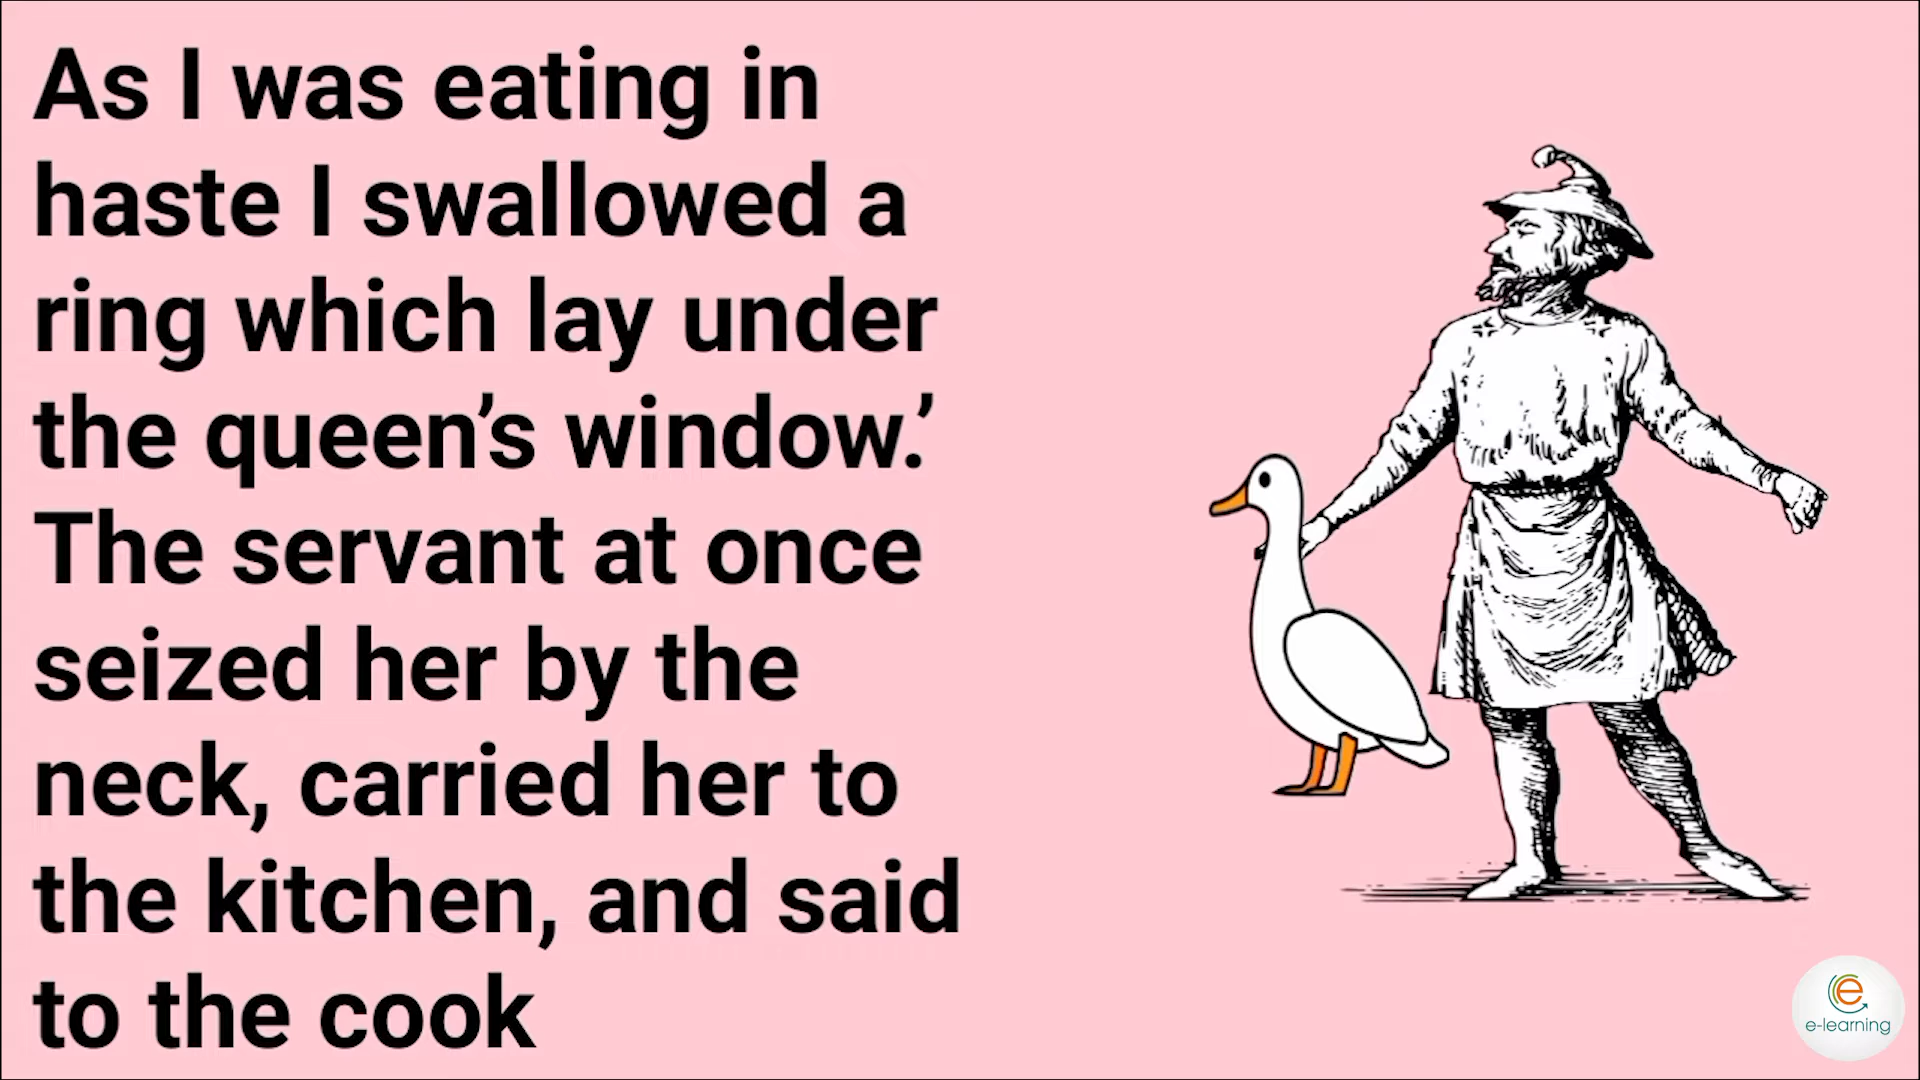 As I was eating in
haste I swallowed a
ring which lay under
the queen’s window.’
The servant at once
seized her by the
neck, carried her to
the kitchen, and said
to the cook
e
e-learning